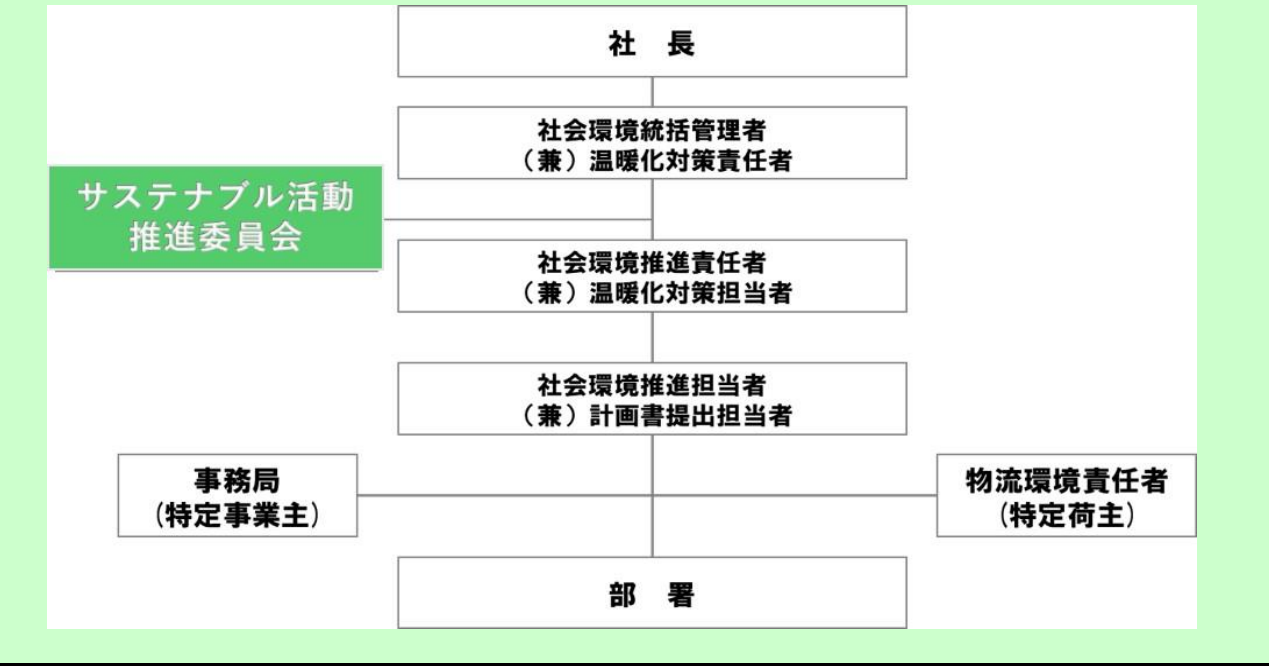 社　長
社会環境統括管理者
（兼）温暖化対策責任者
サステナブル活動
推進委員会
社会環境推進責任者
（兼）温暖化対策担当者
社会環境推進担当者
（兼）計画書提出担当者
事務局
(特定事業主)
物流環境責任者
(特定荷主)
部　署